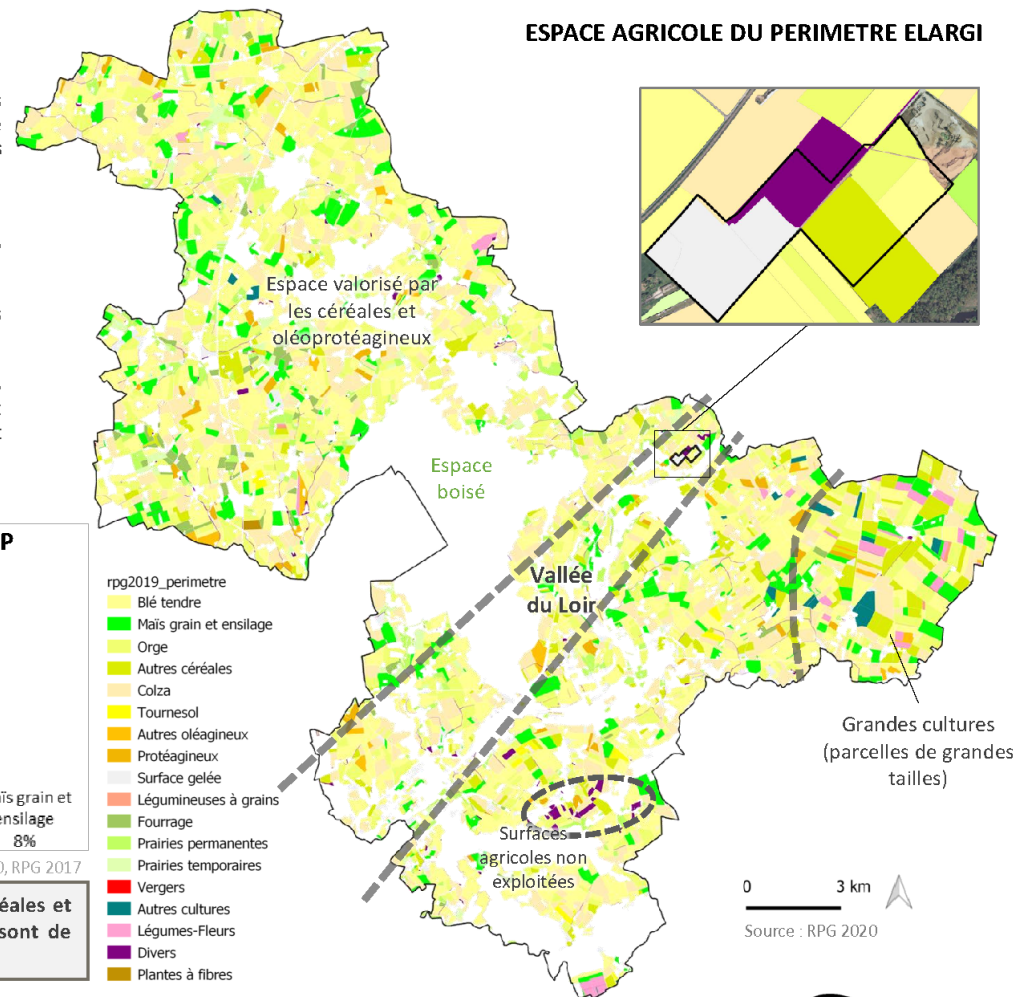 ESPACE AGRICOLE DU PERIMETRE ELARGI
Espace valorisé par
les céréales et
oléoprotéagineux
Espace
boisé
Vallée
du Loir
P
rpg2019_perimetre
Blé tendre
Maïs grain et ensilage
Orge
Autres céréales
Colza
Tournesol
Autres oléagineux
Protéagineux
Surface gelée
Légumineuses à grains
Fourrage
Prairies permanentes
Prairies temporaires
Vergers
Autres cultures
Légumes-Fleurs
Divers
Plantes à fibres
Grandes cultures
(parcelles de grandes
tailles)
Surfaces
agricoles non
exploitées
ïs grain et
ensilage
8%
, RPG 2017
éales et
sont de
0 3 km
Source : RPG 2020